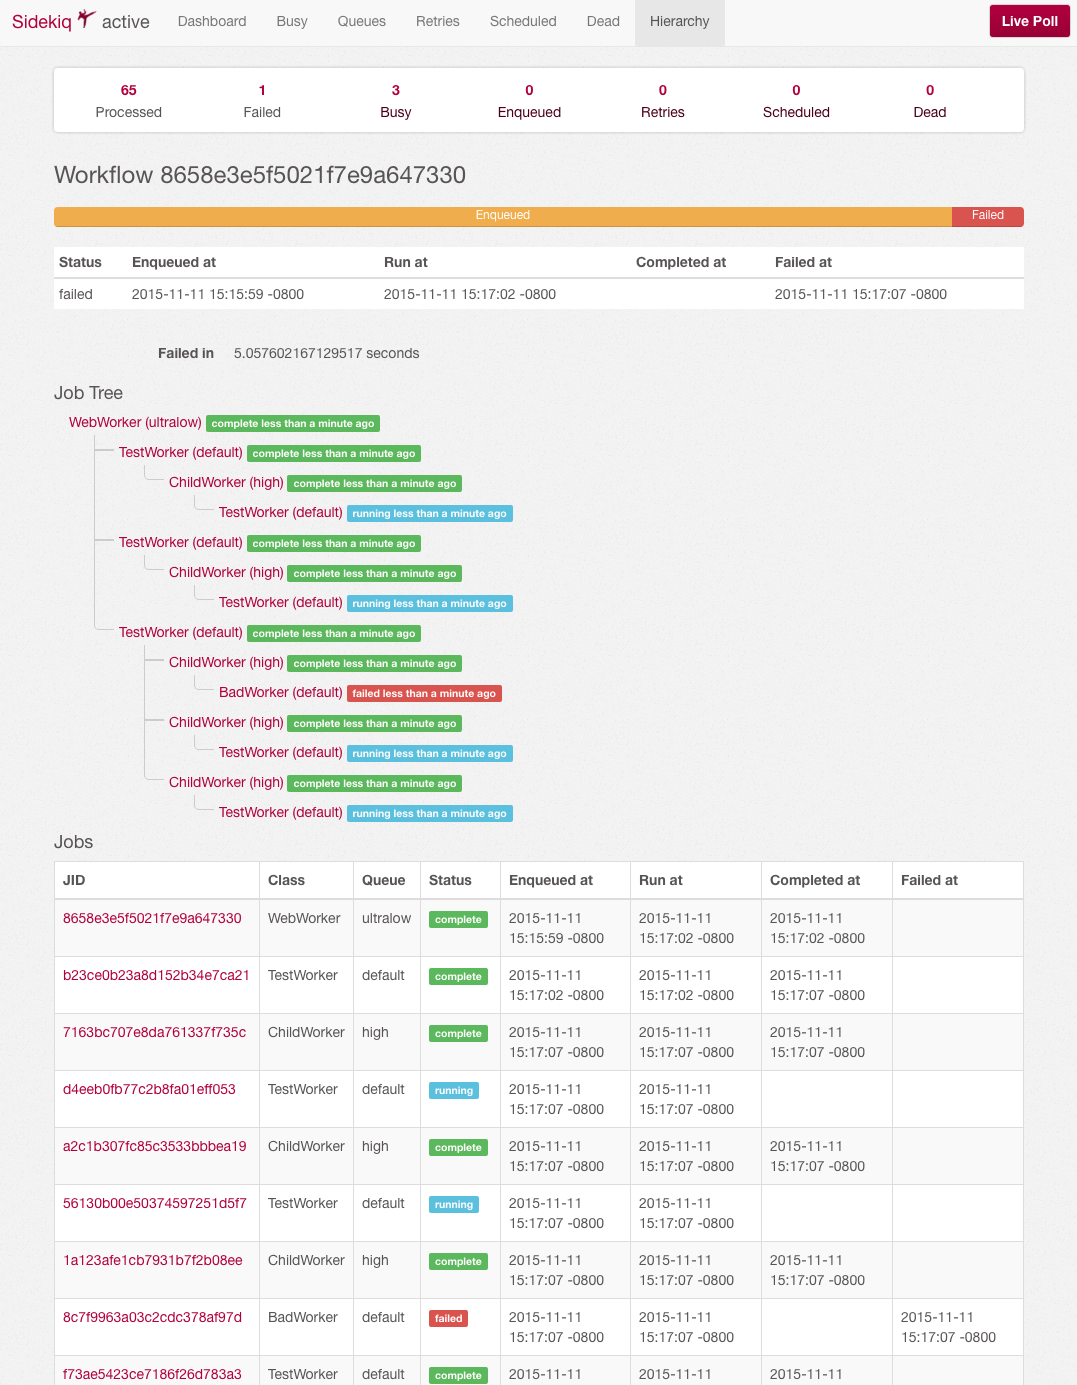 Sidekiq active Dashboard Busy Queues Retries Scheduled Dead Hierarchy Live Poll
65 1 3 0 0 0 0
Processed Failed Busy Enqueued Retries Scheduled Dead
Workflow 8658e3e5f5021f7e9a647330
Enqueued Failed
Status Enqueued at Run at Completed at Failed at
failed 2015-11-11 15:15:59 -0800 2015-11-11 15:17:02 -0800 2015-11-11 15:17:07 -0800
Failed in 5.057602167129517 seconds
Job Tree
WebWorker (ultralow) complete less than a minute ago
TestWorker (default) complete less than a minute ago
ChildWorker (high) complete less than a minute ago
TestWorker (default) running less than a minute ago
TestWorker (default) complete less than a minute ago
ChildWorker (high) complete less than a minute ago
TestWorker (default) running less than a minute ago
TestWorker (default) complete less than a minute ago
ChildWorker (high) complete less than a minute ago
BadWorker (default) failed less than a minute ago
ChildWorker (high) complete less than a minute ago
TestWorker (default) running less than a minute ago
ChildWorker (high) complete less than a minute ago
TestWorker (default) running less than a minute ago
Jobs
JID Class Queue Status Enqueued at Run at Completed at Failed at
8658e3e5f5021f7e9a647330 WebWorker ultralow complete 2015-11-11 2015-11-11 2015-11-11
15:15:59 -0800 15:17:02 -0800 15:17:02 -0800
b23ce0b23a8d152b34e7ca21 TestWorker default complete 2015-11-11 2015-11-11 2015-11-11
15:17:02 -0800 15:17:02 -0800 15:17:07 -0800
7163bc707e8da761337f735c ChildWorker high complete 2015-11-11 2015-11-11 2015-11-11
15:17:07 -0800 15:17:07 -0800 15:17:07 -0800
d4eeb0fb77c2b8fa01eff053 TestWorker default running 2015-11-11 2015-11-11
15:17:07 -0800 15:17:07 -0800
a2c1b307fc85c3533bbbea19 ChildWorker high complete 2015-11-11 2015-11-11 2015-11-11
15:17:07 -0800 15:17:07 -0800 15:17:07 -0800
56130b00e50374597251d5f7 TestWorker default running 2015-11-11 2015-11-11
15:17:07 -0800 15:17:07 -0800
1a123afe1cb7931b7f2b08ee ChildWorker high complete 2015-11-11 2015-11-11 2015-11-11
15:17:07 -0800 15:17:07 -0800 15:17:07 -0800
8c7f9963a03c2cdc378af97d BadWorker default failed 2015-11-11 2015-11-11 2015-11-11
15:17:07 -0800 15:17:07 -0800 15:17:07 -0800
f73ae5423ce7186f26d783a3 TestWorker default complete 2015-11-11 2015-11-11 2015-11-11